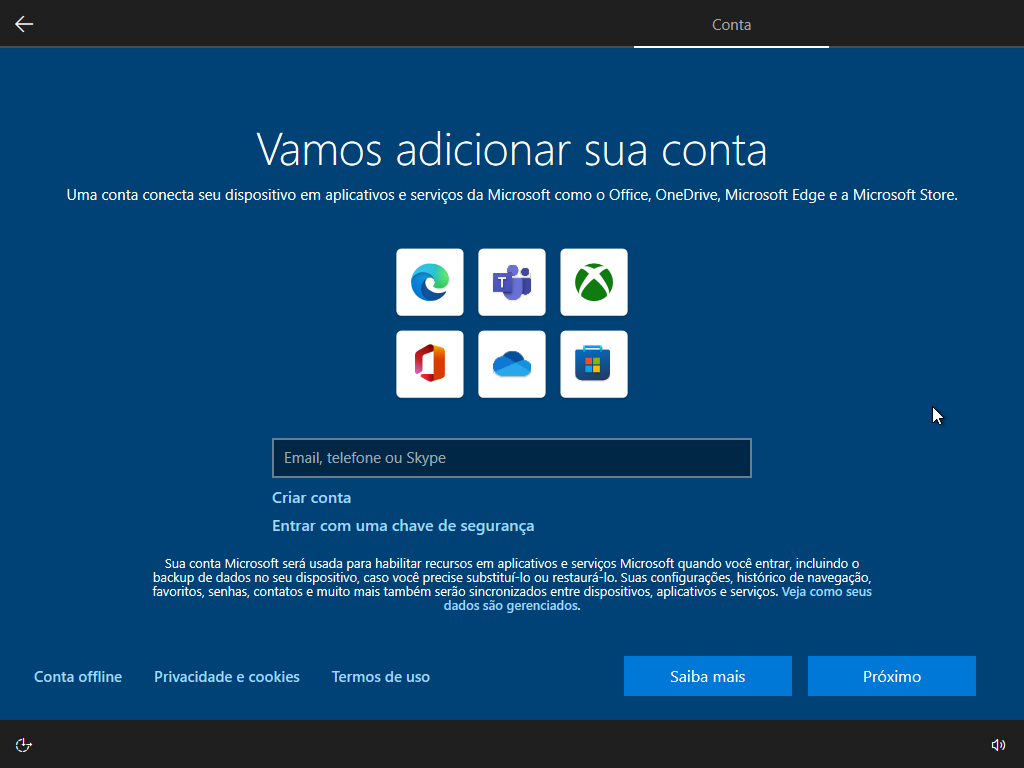 Conta
Vamos adicionar sua conta
Uma conta conecta seu dispositivo em aplicativos e serviços da Microsoft como o Office, OneDrive, Microsoft Edge e a Microsoft Store.
T
Email, telefone ou Skype
Criar conta
Entrar com uma chave de segurança
Sua conta Microsoft será usada para habilitar recursos em aplicativos e serviços Microsoft quando você entrar, incluindo o
backup de dados no seu dispositivo, caso você precise substituí-lo ou restaurá-lo. Suas configurações, histórico de navegação,
favoritos, senhas, contatos e muito mais também serão sincronizados entre dispositivos, aplicativos e serviços. Veja como seus
dados são gerenciados.
Conta offline Privacidade e cookies Termos de uso Saiba mais Próximo